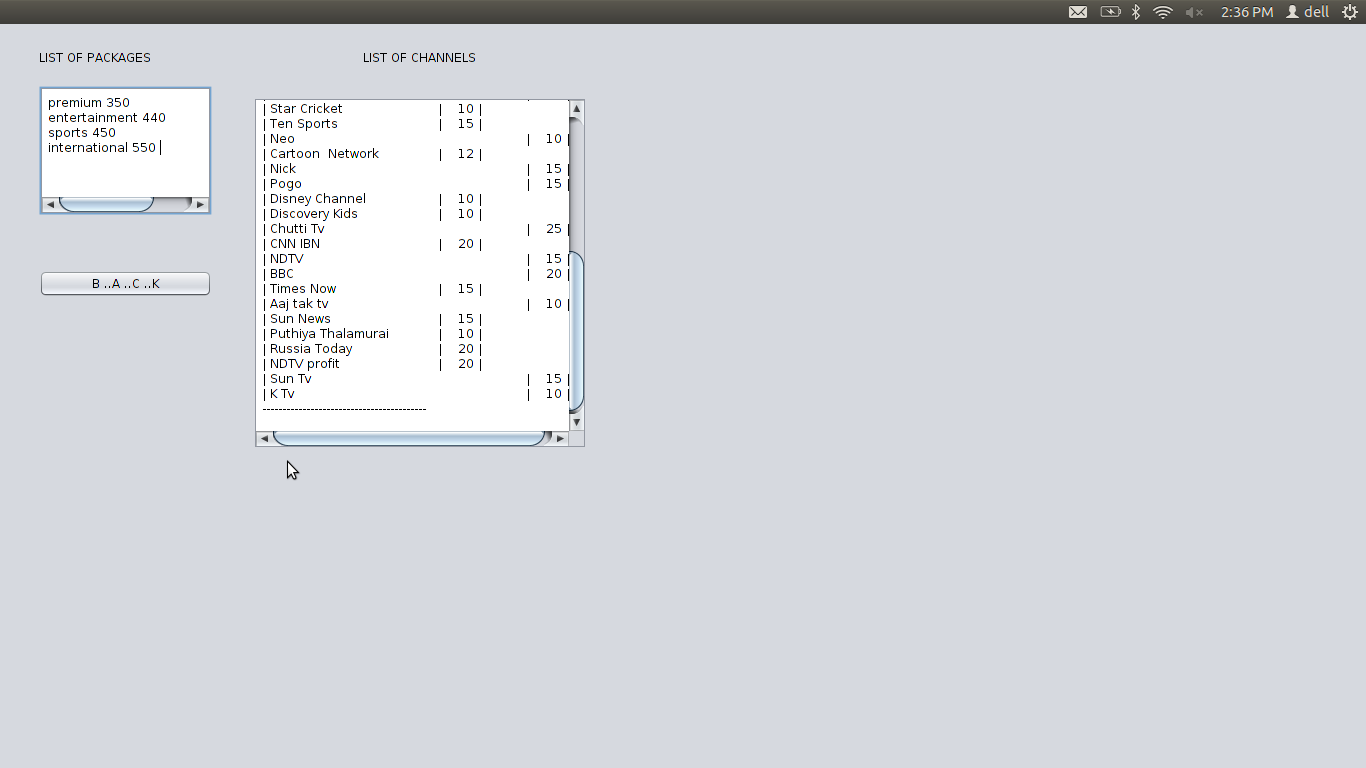 2:36 PM dell
LIST OF PACKAGES
LIST OF CHANNELS
premium 350
entertainment 440
sports 450
international 550
B ..A ..C ..K
| Star Cricket | 10 |
| Ten Sports | 15 |
| Neo | 10 |
| Cartoon  Network | 12 |
| Nick | 15 |
| Pogo | 15 |
| Disney Channel | 10 |
| Discovery Kids | 10 |
| Chutti Tv | 25 |
| CNN IBN | 20 |
| NDTV | 15 |
| BBC | 20 |
| Times Now | 15 |
| Aaj tak tv | 10 |
| Sun News | 15 |
| Puthiya Thalamurai | 10 |
| Russia Today | 20 |
| NDTV profit | 20 |
| Sun Tv | 15 |
| K Tv | 10 |
-----------------------------------------